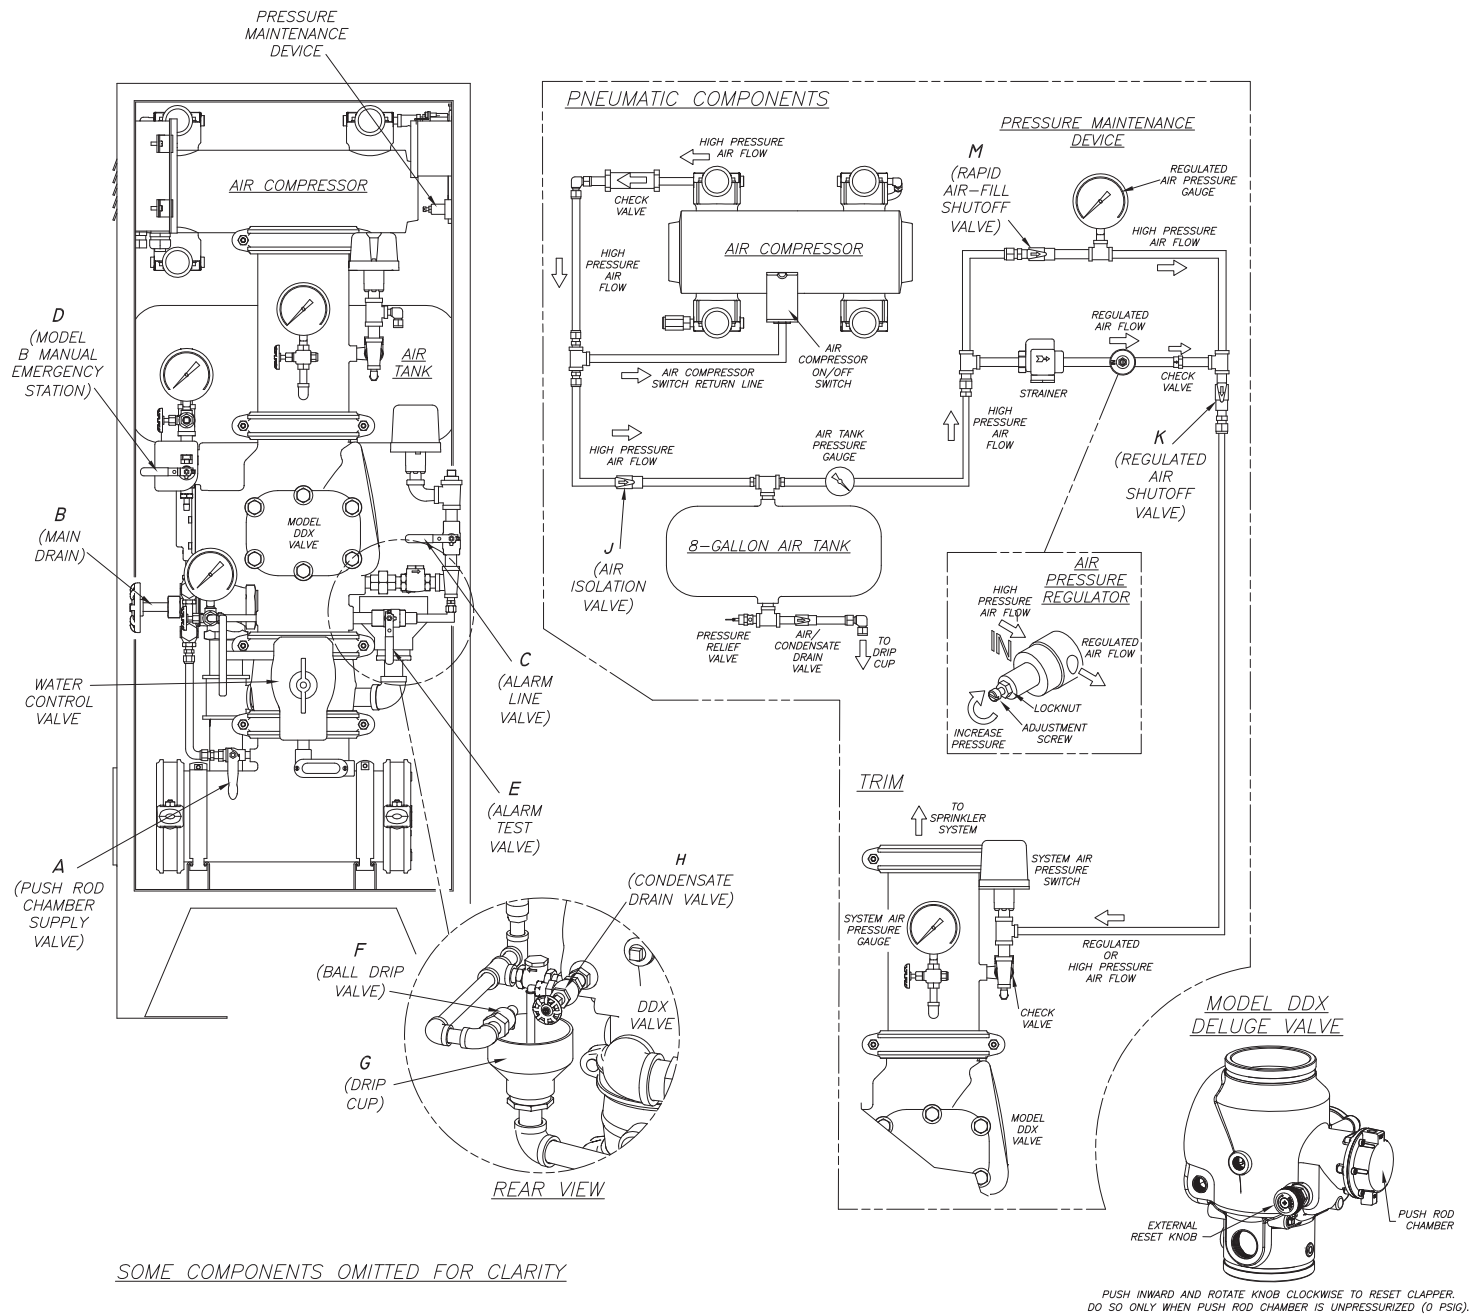 PRESSURE
MAINTENANCE
DEVICE
AIR COMPRESSOR
D
(MODEL
B MANUAL
EMERGENCY
STATION)
AIR
TANK
B
(MAIN
DRAIN)
MODEL
DDX
VALVE
WATER
CONTROL
VALVE
C
(ALARM
LINE
VALVE)
E
(ALARM
TEST
VALVE)
A
(PUSH ROD
CHAMBER
SUPPLY
VALVE)
H
(CONDENSATE
DRAIN VALVE)
F
(BALL DRIP
VALVE)
DDX
VALVE
G
(DRIP
CUP)
REAR VIEW
SOME COMPONENTS OMITTED FOR CLARITY
PNEUMATIC COMPONENTS
HIGH PRESSURE
AIR FLOW
CHECK
VALVE
AIR COMPRESSOR
HIGH
PRESSURE
AIR
FLOW
AIR
COMPRESSOR
ON/OFF
SWITCH
AIR COMPRESSOR
SWITCH RETURN LINE
HIGH PRESSURE
AIR FLOW
AIR TANK
PRESSURE
GAUGE
J
(AIR
ISOLATION
VALVE)
8-GALLON AIR TANK
PRESSURE
RELIEF
VALVE
AIR/
CONDENSATE
DRAIN
VALVE
TO
DRIP
CUP
PRESSURE MAINTENANCE
DEVICE
M
(RAPID
AIR-FILL
SHUTOFF
VALVE)
REGULATED
AIR PRESSURE
GAUGE
HIGH PRESSURE
AIR FLOW
REGULATED
AIR FLOW
STRAINER
CHECK
VALVE
HIGH
PRESSURE
AIR
FLOW
K
(REGULATED
AIR
SHUTOFF
VALVE)
AIR
PRESSURE
REGULATOR
HIGH
PRESSURE
AIR FLOW
IN
REGULATED
AIR FLOW
LOCKNUT
ADJUSTMENT
SCREW
INCREASE
PRESSURE
TRIM
TO
SPRINKLER
SYSTEM
SYSTEM AIR
PRESSURE
SWITCH
SYSTEM AIR
PRESSURE
GAUGE
REGULATED
OR
HIGH PRESSURE
AIR FLOW
CHECK
VALVE
MODEL
DDX
VALVE
MODEL DDX
DELUGE VALVE
EXTERNAL
RESET KNOB
PUSH ROD
CHAMBER
PUSH INWARD AND ROTATE KNOB CLOCKWISE TO RESET CLAPPER.
DO SO ONLY WHEN PUSH ROD CHAMBER IS UNPRESSURIZED (0 PSIG).